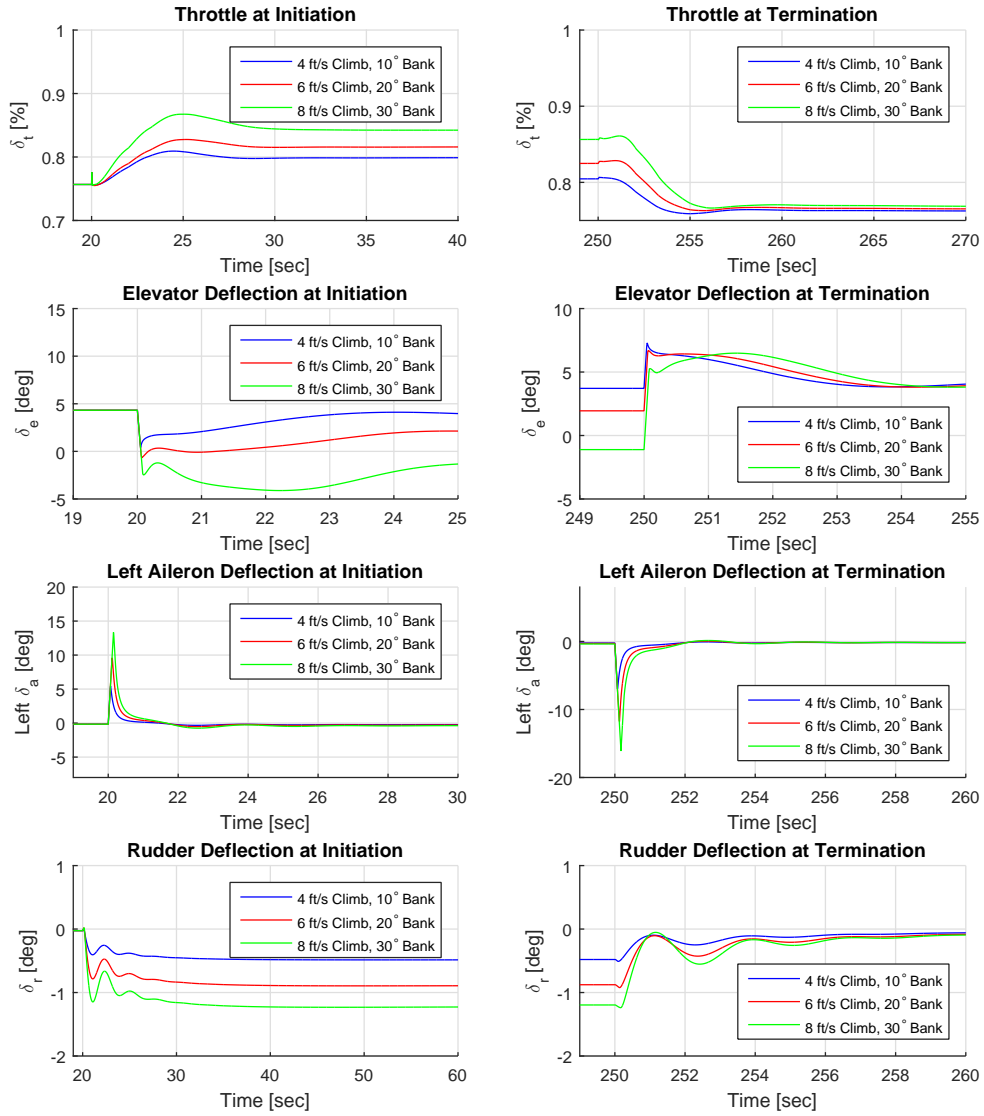 Throttle at Initiation
1
0.9
0.8
0.7
δt [%]
4 ft/s Climb, 10° Bank
6 ft/s Climb, 20° Bank
8 ft/s Climb, 30° Bank
20 25 30 35 40
Time [sec]
Throttle at Termination
1
0.9
0.8
δt [%]
4 ft/s Climb, 10° Bank
6 ft/s Climb, 20° Bank
8 ft/s Climb, 30° Bank
250 255 260 265 270
Time [sec]
Elevator Deflection at Initiation
15
10
5
0
-5
δe [deg]
4 ft/s Climb, 10° Bank
6 ft/s Climb, 20° Bank
8 ft/s Climb, 30° Bank
19 20 21 22 23 24 25
Time [sec]
Elevator Deflection at Termination
10
5
0
-5
δe [deg]
4 ft/s Climb, 10° Bank
6 ft/s Climb, 20° Bank
8 ft/s Climb, 30° Bank
249 250 251 252 253 254 255
Time [sec]
Left Aileron Deflection at Initiation
20
15
10
5
0
-5
Left δa [deg]
4 ft/s Climb, 10° Bank
6 ft/s Climb, 20° Bank
8 ft/s Climb, 30° Bank
20 22 24 26 28 30
Time [sec]
Left Aileron Deflection at Termination
0
-10
-20
Left δa [deg]
4 ft/s Climb, 10° Bank
6 ft/s Climb, 20° Bank
8 ft/s Climb, 30° Bank
250 252 254 256 258 260
Time [sec]
Rudder Deflection at Initiation
1
0
-1
-2
δr [deg]
4 ft/s Climb, 10° Bank
6 ft/s Climb, 20° Bank
8 ft/s Climb, 30° Bank
20 30 40 50 60
Time [sec]
Rudder Deflection at Termination
1
0
-1
-2
δr [deg]
4 ft/s Climb, 10° Bank
6 ft/s Climb, 20° Bank
8 ft/s Climb, 30° Bank
250 252 254 256 258 260
Time [sec]